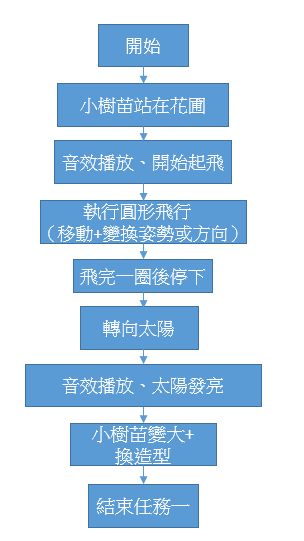 開始
小樹苗站在花圃
音效播放、開始起飛
執行圓形飛行
（移動+變換姿勢或方向）
飛完一圈後停下
轉向太陽
音效播放、太陽發亮
小樹苗變大+
換造型
結束任務一